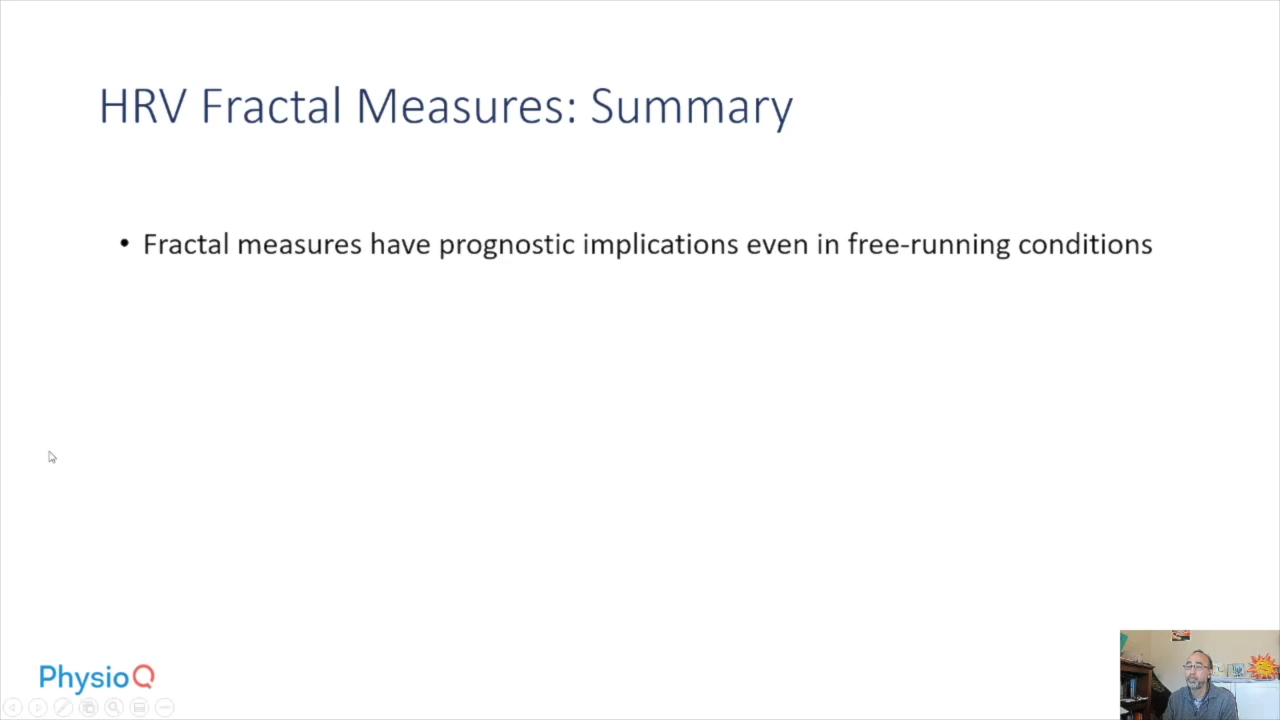 HRV Fractal Measures: Summary
• Fractal measures have prognostic implications even in free-running conditions
PhysioQ